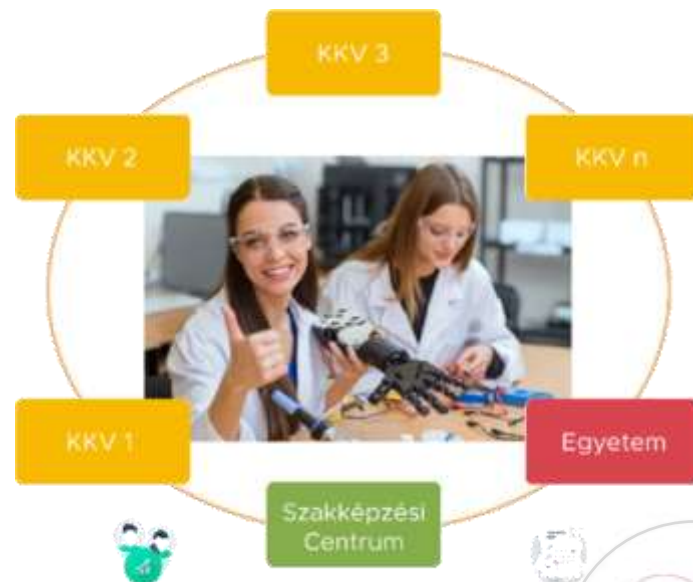 KKV 3
KKV 2
KKV n
KKV 1
Egyetem
Szakképzési
Centrum